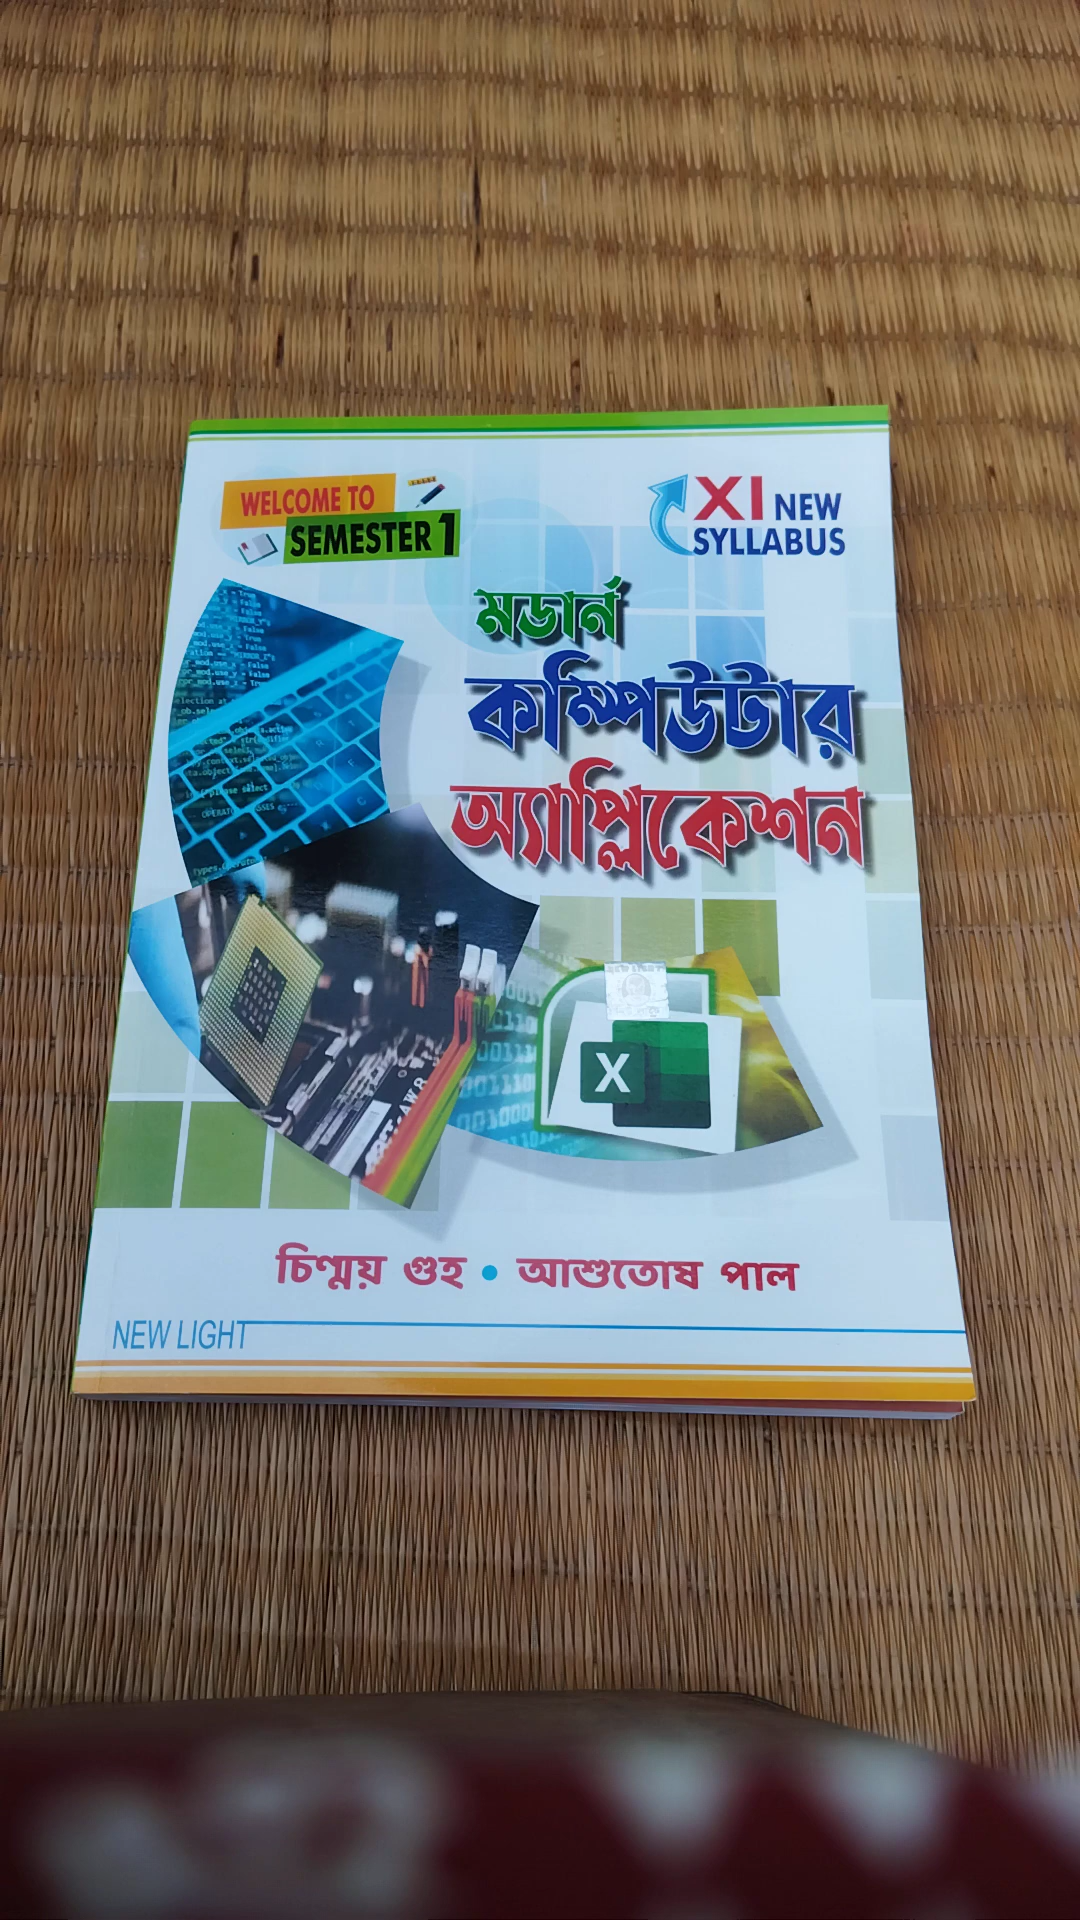 WELCOME TO
SEMESTER 1
XI NEW
SYLLABUS
মডার্ন
কম্পিউটার
অ্যাপ্লিকেশন
X
চিণ্ময় গুহ • আশুতোষ পাল
NEW LIGHT